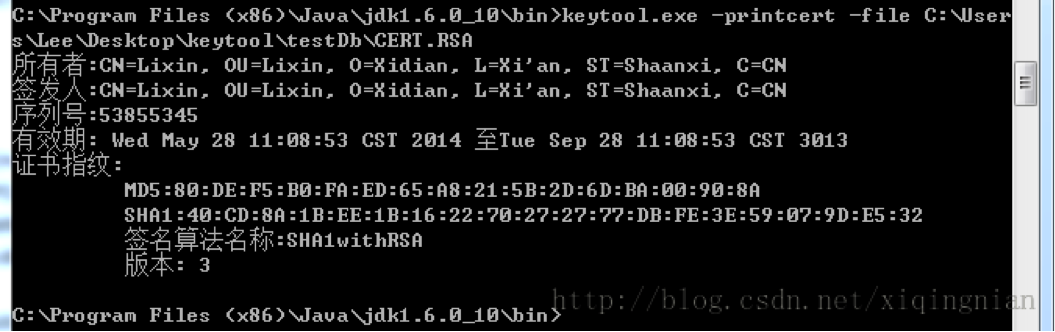 C:\Program Files (x86)\Java\jdk1.6.0_10\bin>keytool.exe -printcert -file C:\User
s\Lee\Desktop\keytool\testDb\CERT.RSA
所有者:CN=Lixin, OU=Lixin, O=Xidian, L=Xi'an, ST=Shaanxi, C=CN
签发人:CN=Lixin, OU=Lixin, O=Xidian, L=Xi'an, ST=Shaanxi, C=CN
序列号:53855345
有效期: Wed May 28 11:08:53 CST 2014 至Tue Sep 28 11:08:53 CST 3013
证书指纹:
MD5:80:DE:F5:B0:FA:ED:65:A8:21:5B:2D:6D:BA:00:90:8A
SHA1:40:CD:8A:1B:EE:1B:16:22:70:27:27:77:DB:FE:3E:59:07:9D:E5:32
签名算法名称:SHA1withRSA
版本: 3
http://blog.csdn.net/xiqingnian
C:\Program Files (x86)\Java\jdk1.6.0_10\bin>